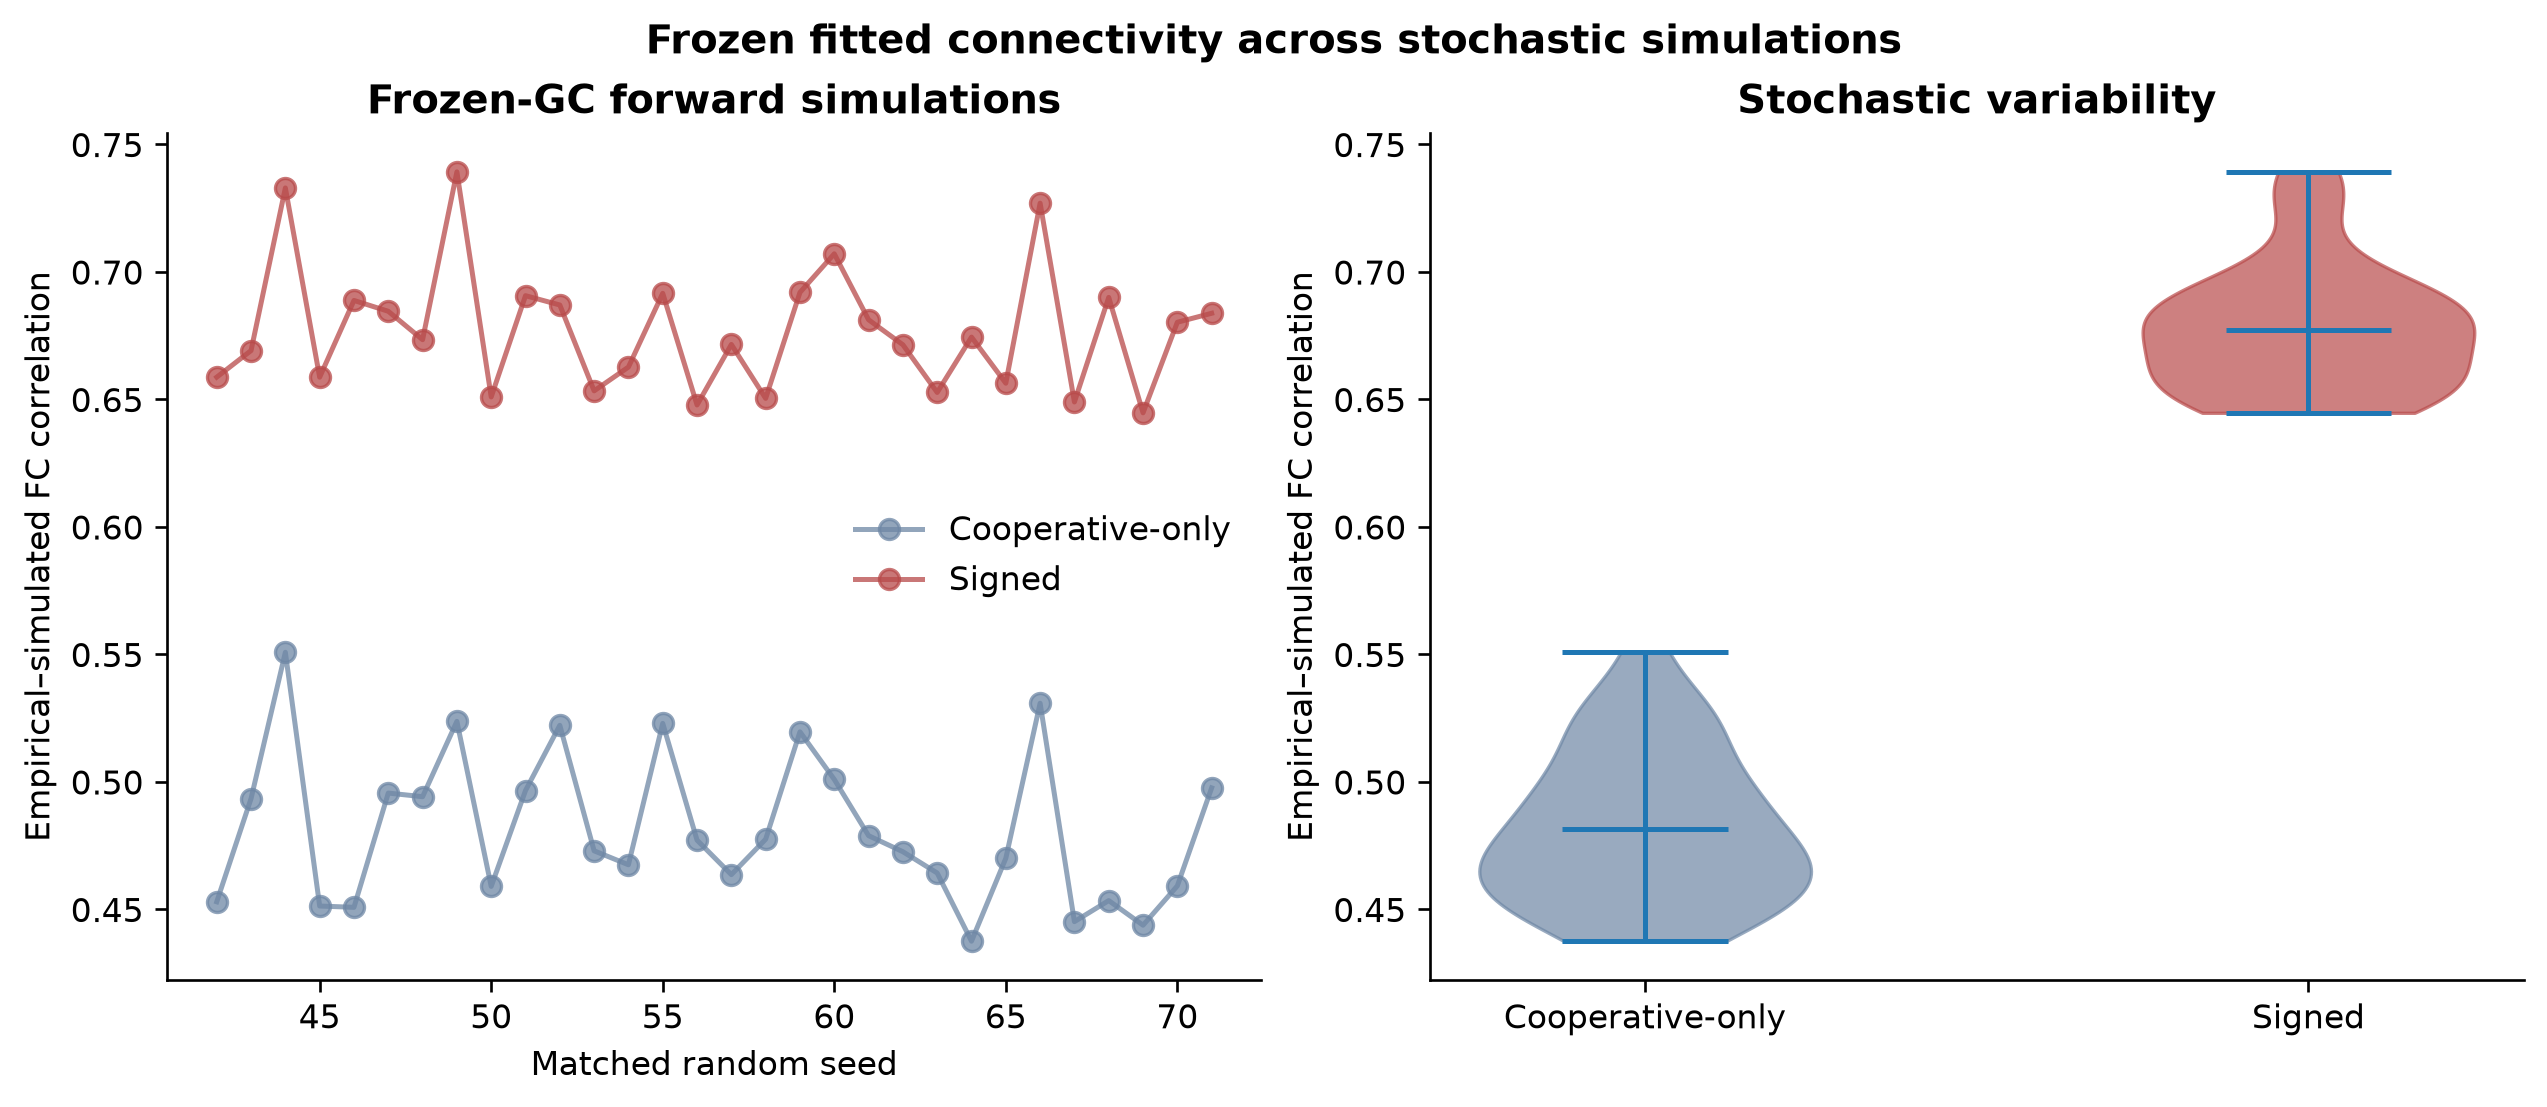 Frozen fitted connectivity across stochastic simulations
Frozen-GC forward simulations
Empirical–simulated FC correlation
0.75
0.70
0.65
0.60
0.55
0.50
0.45
Cooperative-only
Signed
45 50 55 60 65 70
Matched random seed
Stochastic variability
Empirical–simulated FC correlation
0.75
0.70
0.65
0.60
0.55
0.50
0.45
Cooperative-only Signed